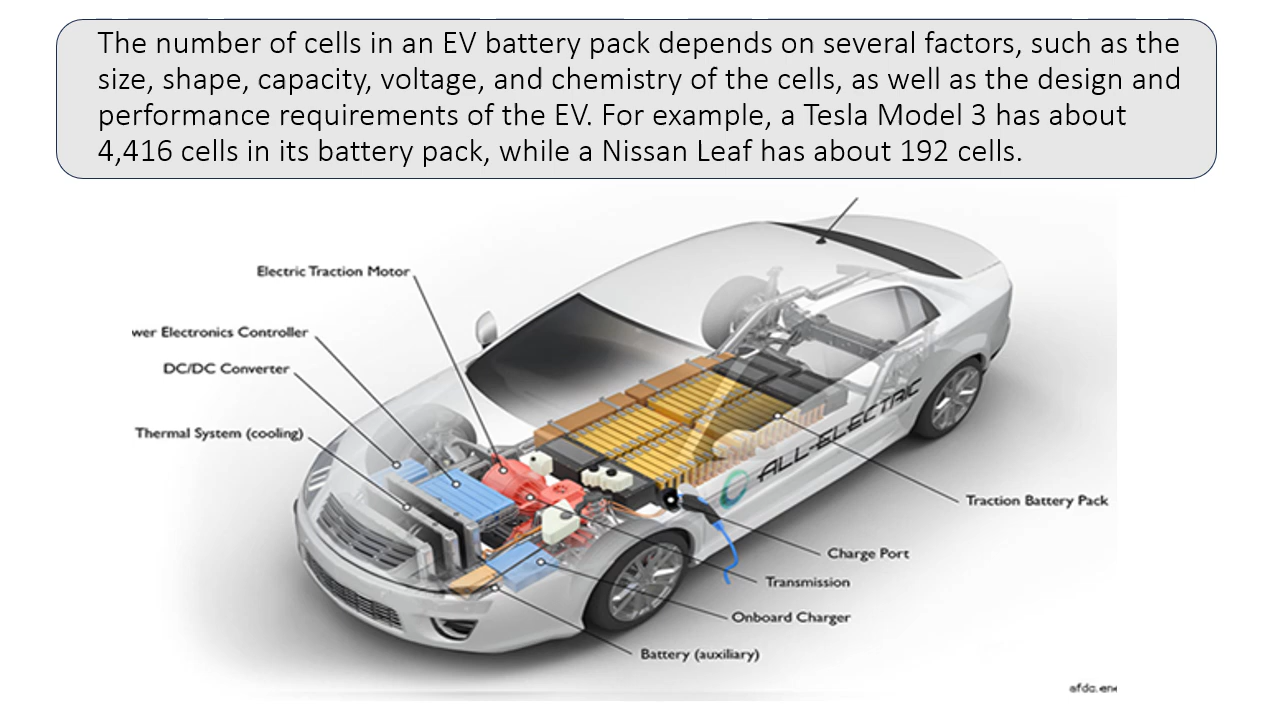 The number of cells in an EV battery pack depends on several factors, such as the
size, shape, capacity, voltage, and chemistry of the cells, as well as the design and
performance requirements of the EV. For example, a Tesla Model 3 has about
4,416 cells in its battery pack, while a Nissan Leaf has about 192 cells.
Electric Traction Motor
wer Electronics Controller
DC/DC Converter
Thermal System (cooling)
ALL-ELECTRIC
Traction Battery Pack
Charge Port
Transmission
Onboard Charger
Battery (auxiliary)